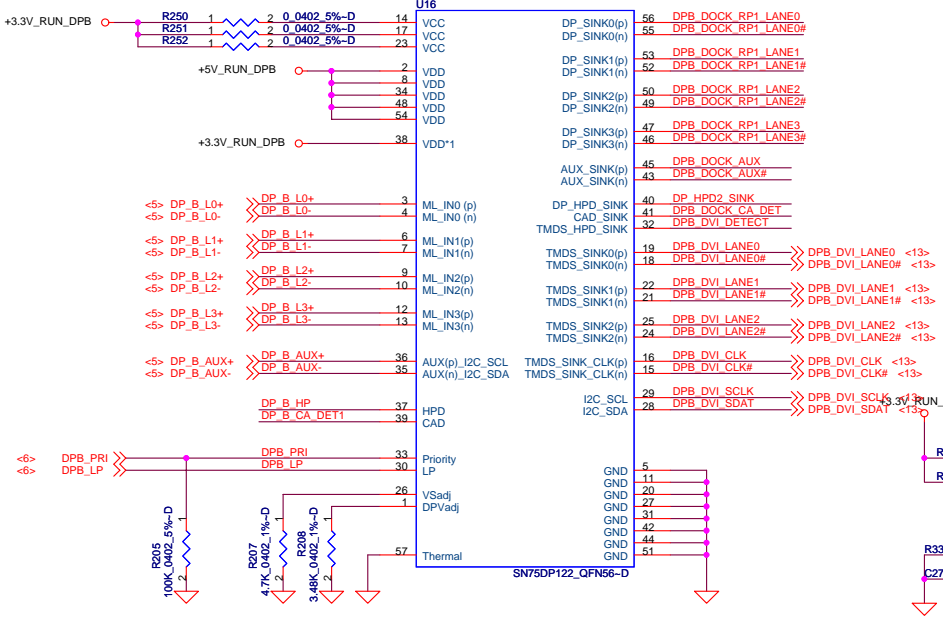 U16
+3.3V_RUN_DPB
R250 1 2 0_0402_5%~D 14 VCC
R251 1 2 0_0402_5%~D 17 VCC
R252 1 2 0_0402_5%~D 23 VCC
+5V_RUN_DPB
2 VDD
8 VDD
34 VDD
48 VDD
54 VDD
+3.3V_RUN_DPB 38 VDD*1
<5> DP_B_L0+ DP_B_L0+ 3 ML_IN0 (p)
<5> DP_B_L0- DP_B_L0- 4 ML_IN0 (n)
<5> DP_B_L1+ DP_B_L1+ 6 ML_IN1(p)
<5> DP_B_L1- DP_B_L1- 7 ML_IN1(n)
<5> DP_B_L2+ DP_B_L2+ 9 ML_IN2(p)
<5> DP_B_L2- DP_B_L2- 10 ML_IN2(n)
<5> DP_B_L3+ DP_B_L3+ 12 ML_IN3(p)
<5> DP_B_L3- DP_B_L3- 13 ML_IN3(n)
<5> DP_B_AUX+ DP_B_AUX+ 36 AUX(p)_I2C_SCL
<5> DP_B_AUX- DP_B_AUX- 35 AUX(n)_I2C_SDA
DP_B_HP 37 HPD
DP_B_CA_DET1 39 CAD
<6> DPB_PRI DPB_PRI 33 Priority
<6> DPB_LP DPB_LP 30 LP
26 VSadj
1 DPVadj
57 Thermal
R205 1 2 100K_0402_5%~D
R207 1 2 4.7K_0402_1%~D
R208 1 2 3.48K_0402_1%~D
DP_SINK0(p) 56 DPB_DOCK_RP1_LANE0
DP_SINK0(n) 55 DPB_DOCK_RP1_LANE0#
DP_SINK1(p) 53 DPB_DOCK_RP1_LANE1
DP_SINK1(n) 52 DPB_DOCK_RP1_LANE1#
DP_SINK2(p) 50 DPB_DOCK_RP1_LANE2
DP_SINK2(n) 49 DPB_DOCK_RP1_LANE2#
DP_SINK3(p) 47 DPB_DOCK_RP1_LANE3
DP_SINK3(n) 46 DPB_DOCK_RP1_LANE3#
AUX_SINK(p) 45 DPB_DOCK_AUX
AUX_SINK(n) 43 DPB_DOCK_AUX#
DP_HPD_SINK 40 DP_HPD2_SINK
CAD_SINK 41 DPB_DOCK_CA_DET
TMDS_HPD_SINK 32 DPB_DVI_DETECT
TMDS_SINK0(p) 19 DPB_DVI_LANE0 DPB_DVI_LANE0 <13>
TMDS_SINK0(n) 18 DPB_DVI_LANE0# DPB_DVI_LANE0# <13>
TMDS_SINK1(p) 22 DPB_DVI_LANE1 DPB_DVI_LANE1 <13>
TMDS_SINK1(n) 21 DPB_DVI_LANE1# DPB_DVI_LANE1# <13>
TMDS_SINK2(p) 25 DPB_DVI_LANE2 DPB_DVI_LANE2 <13>
TMDS_SINK2(n) 24 DPB_DVI_LANE2# DPB_DVI_LANE2# <13>
TMDS_SINK_CLK(p) 16 DPB_DVI_CLK DPB_DVI_CLK <13>
TMDS_SINK_CLK(n) 15 DPB_DVI_CLK# DPB_DVI_CLK# <13>
I2C_SCL 29 DPB_DVI_SCLK DPB_DVI_SCLK <13>
I2C_SDA 28 DPB_DVI_SDAT DPB_DVI_SDAT <13>
GND 5
GND 11
GND 20
GND 27
GND 31
GND 42
GND 44
GND 51
SN75DP122_QFN56~D
+3.3V_RUN_
R
R
R33
C27